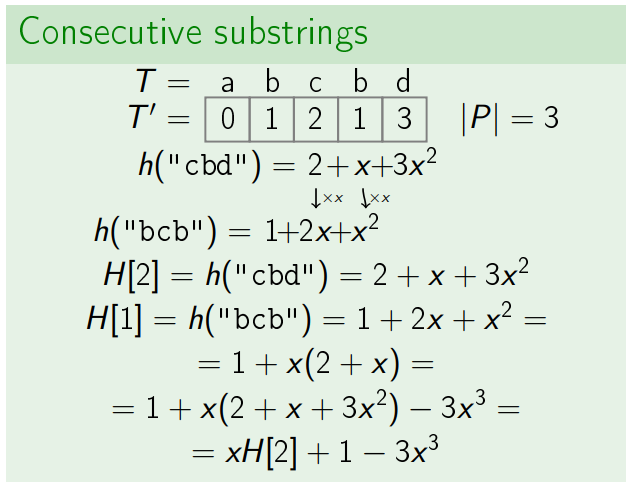 Consecutive substrings
T = a b c b d
T′ = 0 1 2 1 3 |P| = 3
h("cbd") = 2+x+3x²
↓×x ↓×x
h("bcb") = 1+2x+x²
H[2] = h("cbd") = 2 + x + 3x²
H[1] = h("bcb") = 1 + 2x + x² =
= 1 + x(2 + x) =
= 1 + x(2 + x + 3x²) − 3x³ =
= xH[2] + 1 − 3x³